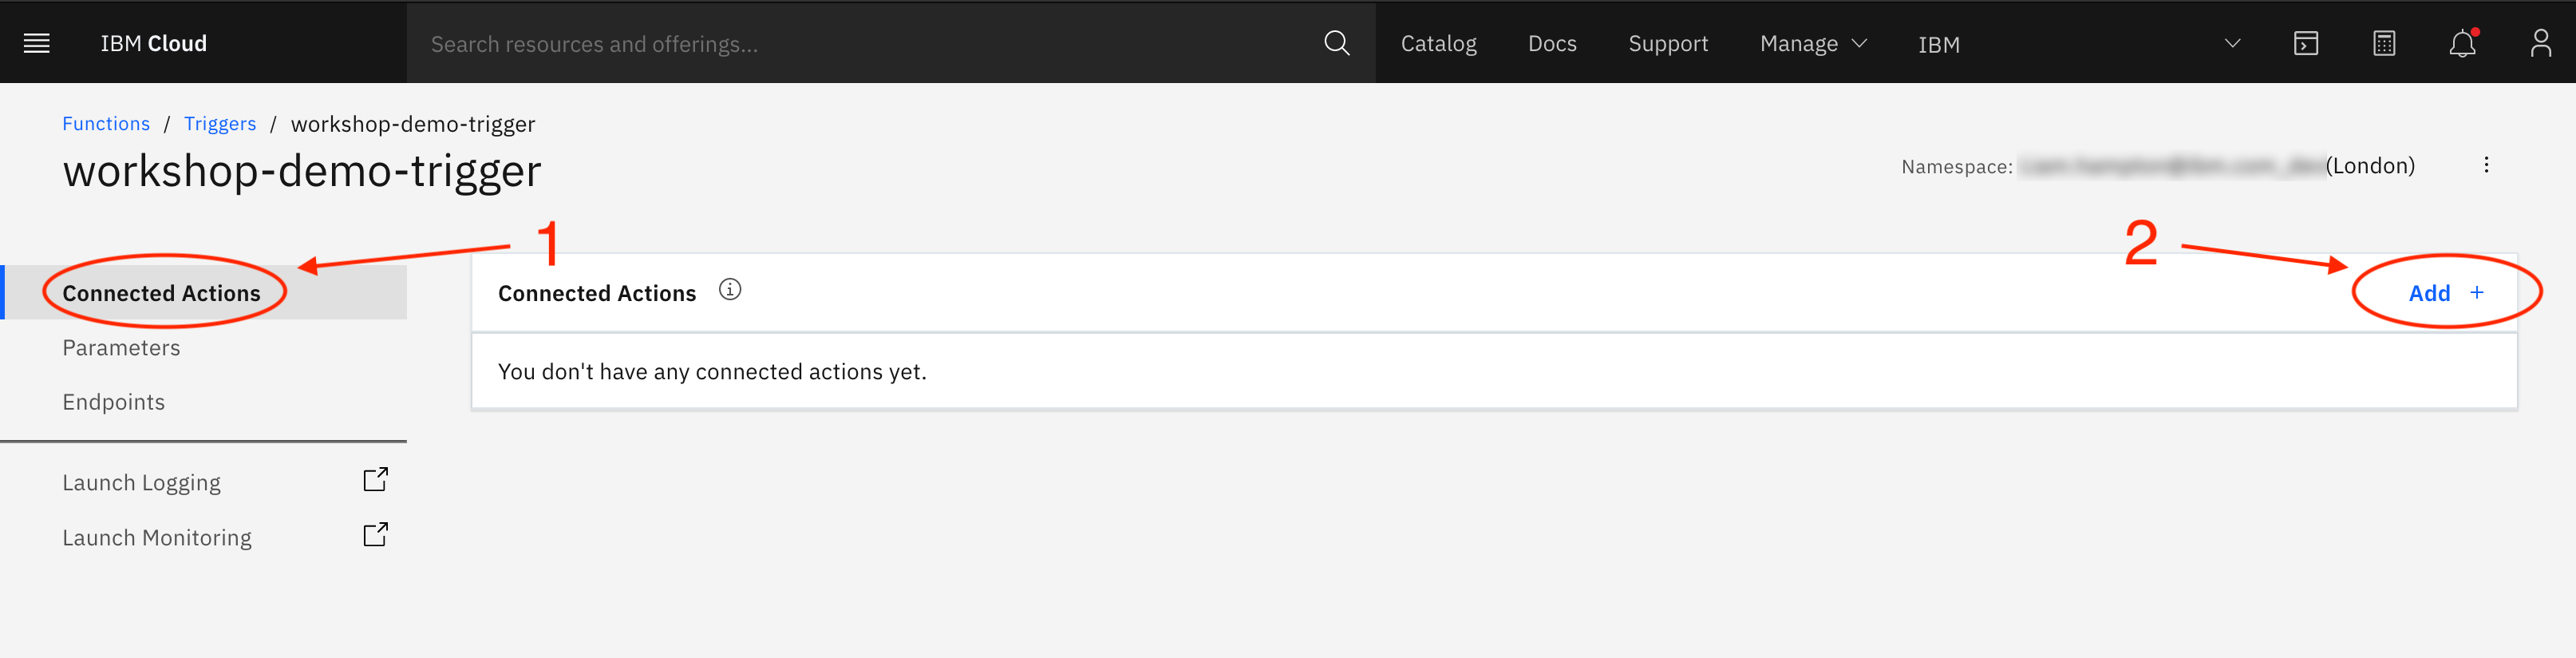 IBM Cloud Search resources and offerings... Catalog Docs Support Manage IBM
Functions / Triggers / workshop-demo-trigger
workshop-demo-trigger
Namespace: (London)
1
2
Connected Actions
Parameters
Endpoints
Launch Logging
Launch Monitoring
Connected Actions
Add +
You don't have any connected actions yet.